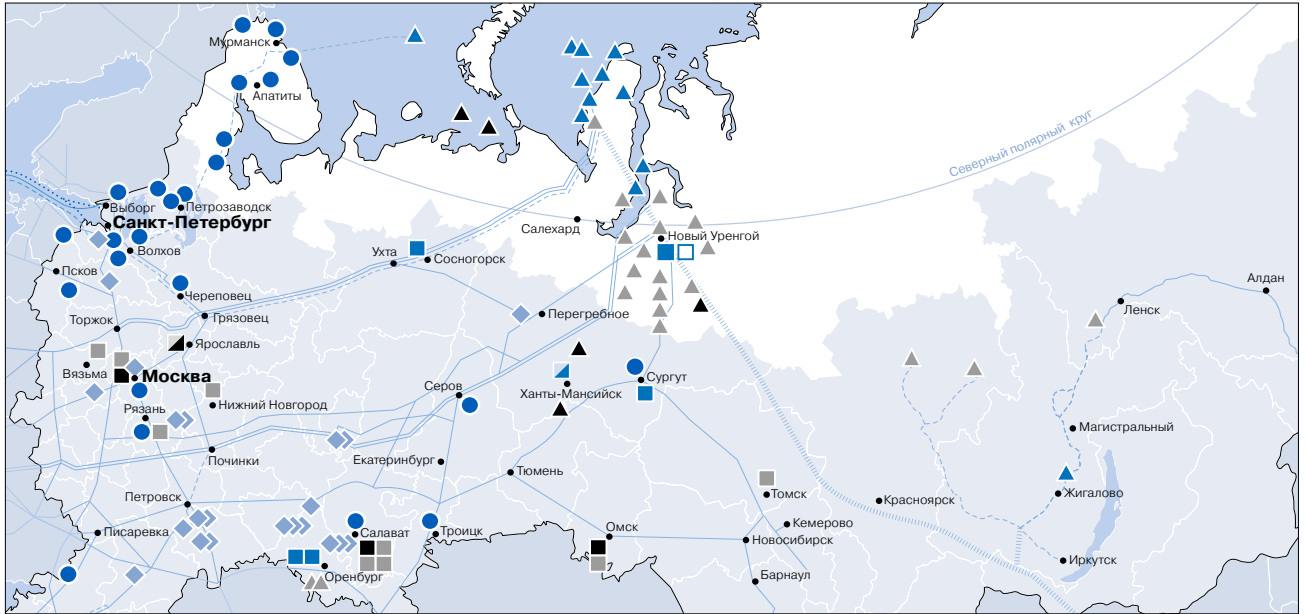 Мурманск
Апатиты
Северный полярный круг
Выборг
Петрозаводск
Санкт-Петербург
Салехард
Новый Уренгой
Волхов
Ухта
Сосногорск
Псков
Алдан
Череповец
Ленск
Торжок
Грязовец
Перегребное
Ярославль
Вязьма
Москва
Сургут
Серов
Ханты-Мансийск
Рязань
Нижний Новгород
Магистральный
Починки
Екатеринбург
Тюмень
Петровск
Томск
Красноярск
Жигалово
Писаревка
Салават
Троицк
Омск
Кемерово
Новосибирск
Иркутск
Оренбург
Барнаул